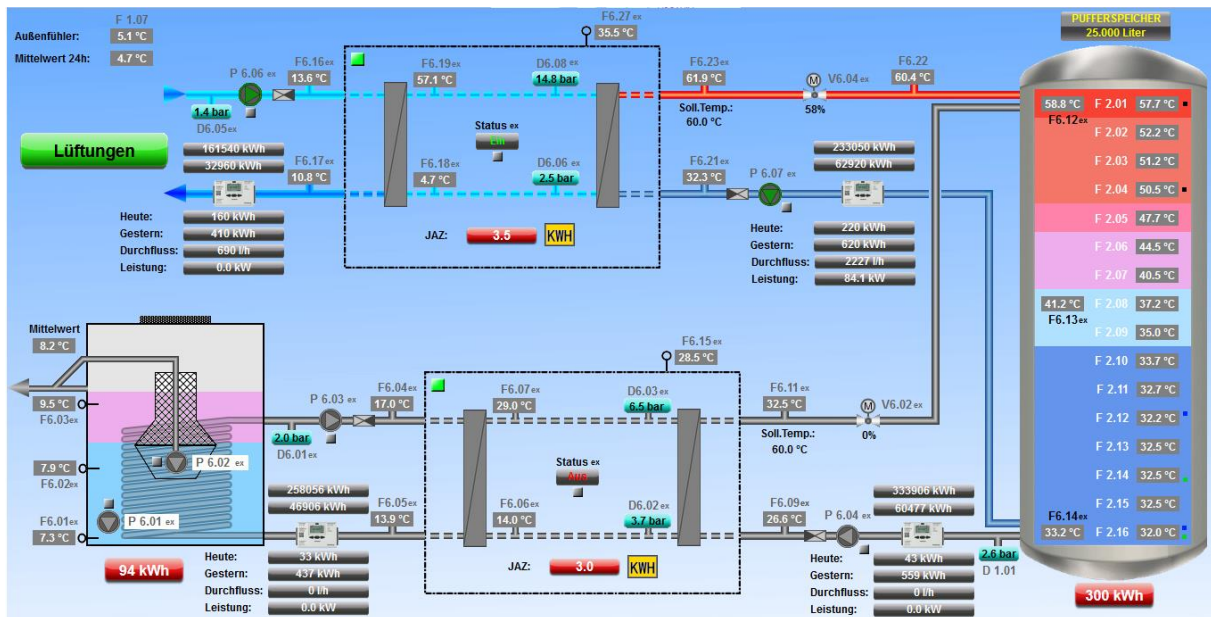 F 1.07
Außenfühler: 5.1 °C
Mittelwert 24h: 4.7 °C
F6.27 ex
35.5 °C
PUFFERSPEICHER
25.000 Liter
P 6.06 ex
F6.16 ex
13.6 °C
F6.19 ex
57.1 °C
D6.08 ex
14.8 bar
F6.23 ex
61.9 °C
V6.04 ex
F6.22
60.4 °C
M
58%
Soll.Temp.:
60.0 °C
1.4 bar
D6.05 ex
Status ex
Ein
Lüftungen
161540 kWh
32960 kWh
F6.17 ex
10.8 °C
F6.18 ex
4.7 °C
D6.06 ex
2.5 bar
F6.21 ex
32.3 °C
P 6.07 ex
233050 kWh
62920 kWh
Heute: 160 kWh
Gestern: 410 kWh
Durchfluss: 690 l/h
Leistung: 0.0 kW
JAZ: 3.5 KWH
Heute: 220 kWh
Gestern: 620 kWh
Durchfluss: 2227 l/h
Leistung: 84.1 kW
58.8 °C F 2.01 57.7 °C
F6.12 ex
F 2.02 52.2 °C
F 2.03 51.2 °C
F 2.04 50.5 °C
F 2.05 47.7 °C
F 2.06 44.5 °C
F 2.07 40.5 °C
41.2 °C F 2.08 37.2 °C
F6.13 ex
F 2.09 35.0 °C
F 2.10 33.7 °C
F 2.11 32.7 °C
F 2.12 32.2 °C
F 2.13 32.5 °C
F 2.14 32.5 °C
F 2.15 32.5 °C
F6.14 ex
33.2 °C F 2.16 32.0 °C
300 kWh
Mittelwert
8.2 °C
9.5 °C
F6.03 ex
7.9 °C
F6.02 ex
F6.01 ex
7.3 °C
P 6.02 ex
P 6.01 ex
94 kWh
P 6.03 ex
F6.04 ex
17.0 °C
2.0 bar
D6.01 ex
F6.15 ex
28.5 °C
F6.07 ex
29.0 °C
D6.03 ex
6.5 bar
F6.11 ex
32.5 °C
V6.02 ex
M
0%
Soll.Temp.:
60.0 °C
Status ex
Aus
258056 kWh
46906 kWh
F6.05 ex
13.9 °C
F6.06 ex
14.0 °C
D6.02 ex
3.7 bar
F6.09 ex
26.6 °C
P 6.04 ex
333906 kWh
60477 kWh
2.6 bar
D 1.01
Heute: 33 kWh
Gestern: 437 kWh
Durchfluss: 0 l/h
Leistung: 0.0 kW
JAZ: 3.0 KWH
Heute: 43 kWh
Gestern: 559 kWh
Durchfluss: 0 l/h
Leistung: 0.0 kW